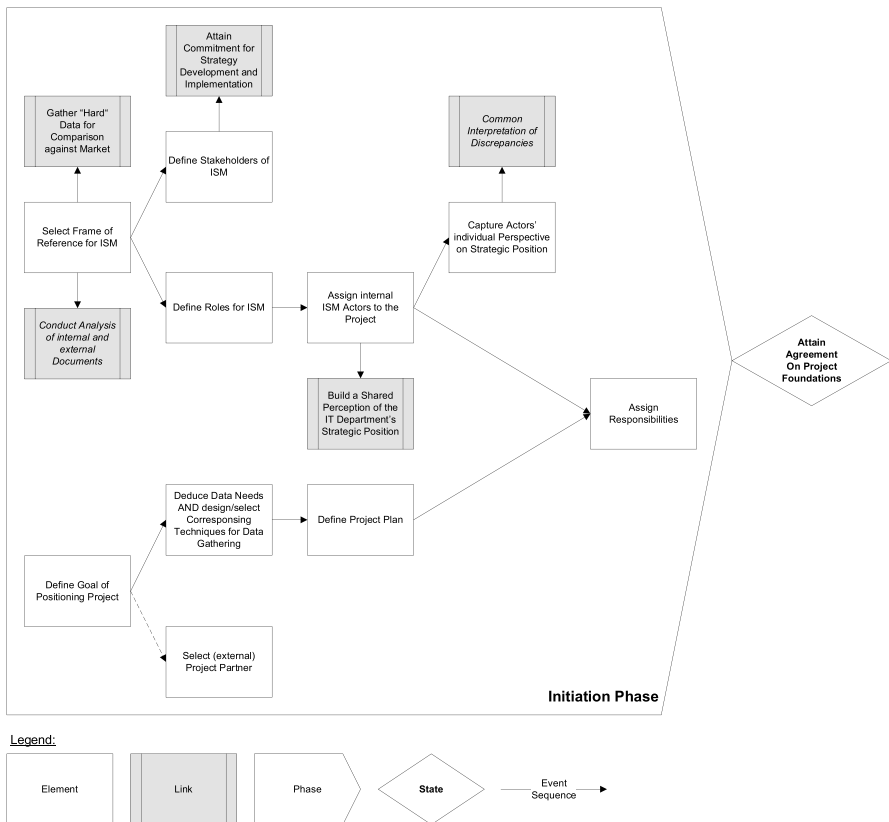 Attain
Commitment for
Strategy
Development and
Implementation
Gather "Hard"
Data for
Comparison
against Market
Common
Interpretation of
Discrepancies
Define Stakeholders of
ISM
Select Frame of
Reference for ISM
Capture Actors'
individual Perspective
on Strategic Position
Define Roles for ISM
Assign internal
ISM Actors to the
Project
Conduct Analysis
of internal and
external
Documents
Attain
Agreement
On Project
Foundations
Build a Shared
Perception of the
IT Department's
Strategic Position
Assign
Responsibilities
Deduce Data Needs
AND design/select
Corresponsing
Techniques for Data
Gathering
Define Project Plan
Define Goal of
Positioning Project
Select (external)
Project Partner
Initiation Phase
Legend:
Element
Link
Phase
State
Event
Sequence